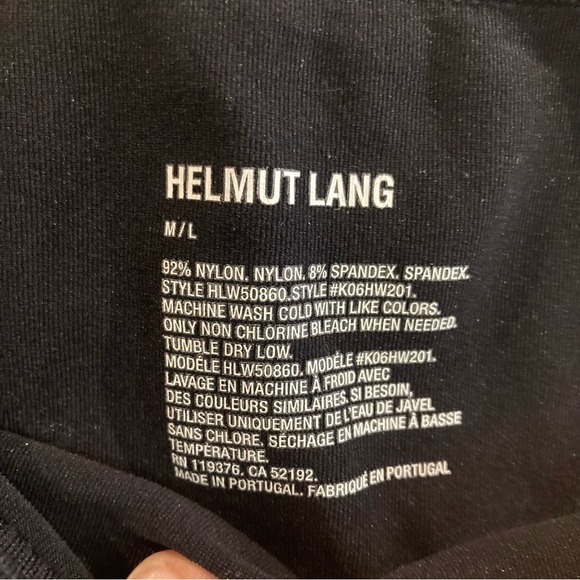 HELMUT LANG
M/L
92% NYLON. NYLON. 8% SPANDEX. SPANDEX.
STYLE HLW50860.STYLE #K06HW201.
MACHINE WASH COLD WITH LIKE COLORS.
ONLY NON CHLORINE BLEACH WHEN NEEDED.
TUMBLE DRY LOW.
MODÈLE HLW50860. MODÈLE #K06HW201.
LAVAGE EN MACHINE À FROID AVEC
DES COULEURS SIMILAIRES. SI BESOIN,
UTILISER UNIQUEMENT DE L'EAU DE JAVEL
SANS CHLORE. SÉCHAGE EN MACHINE À BASSE
TEMPÉRATURE.
RN 119376. CA 52192.
MADE IN PORTUGAL. FABRIQUÉ EN PORTUGAL